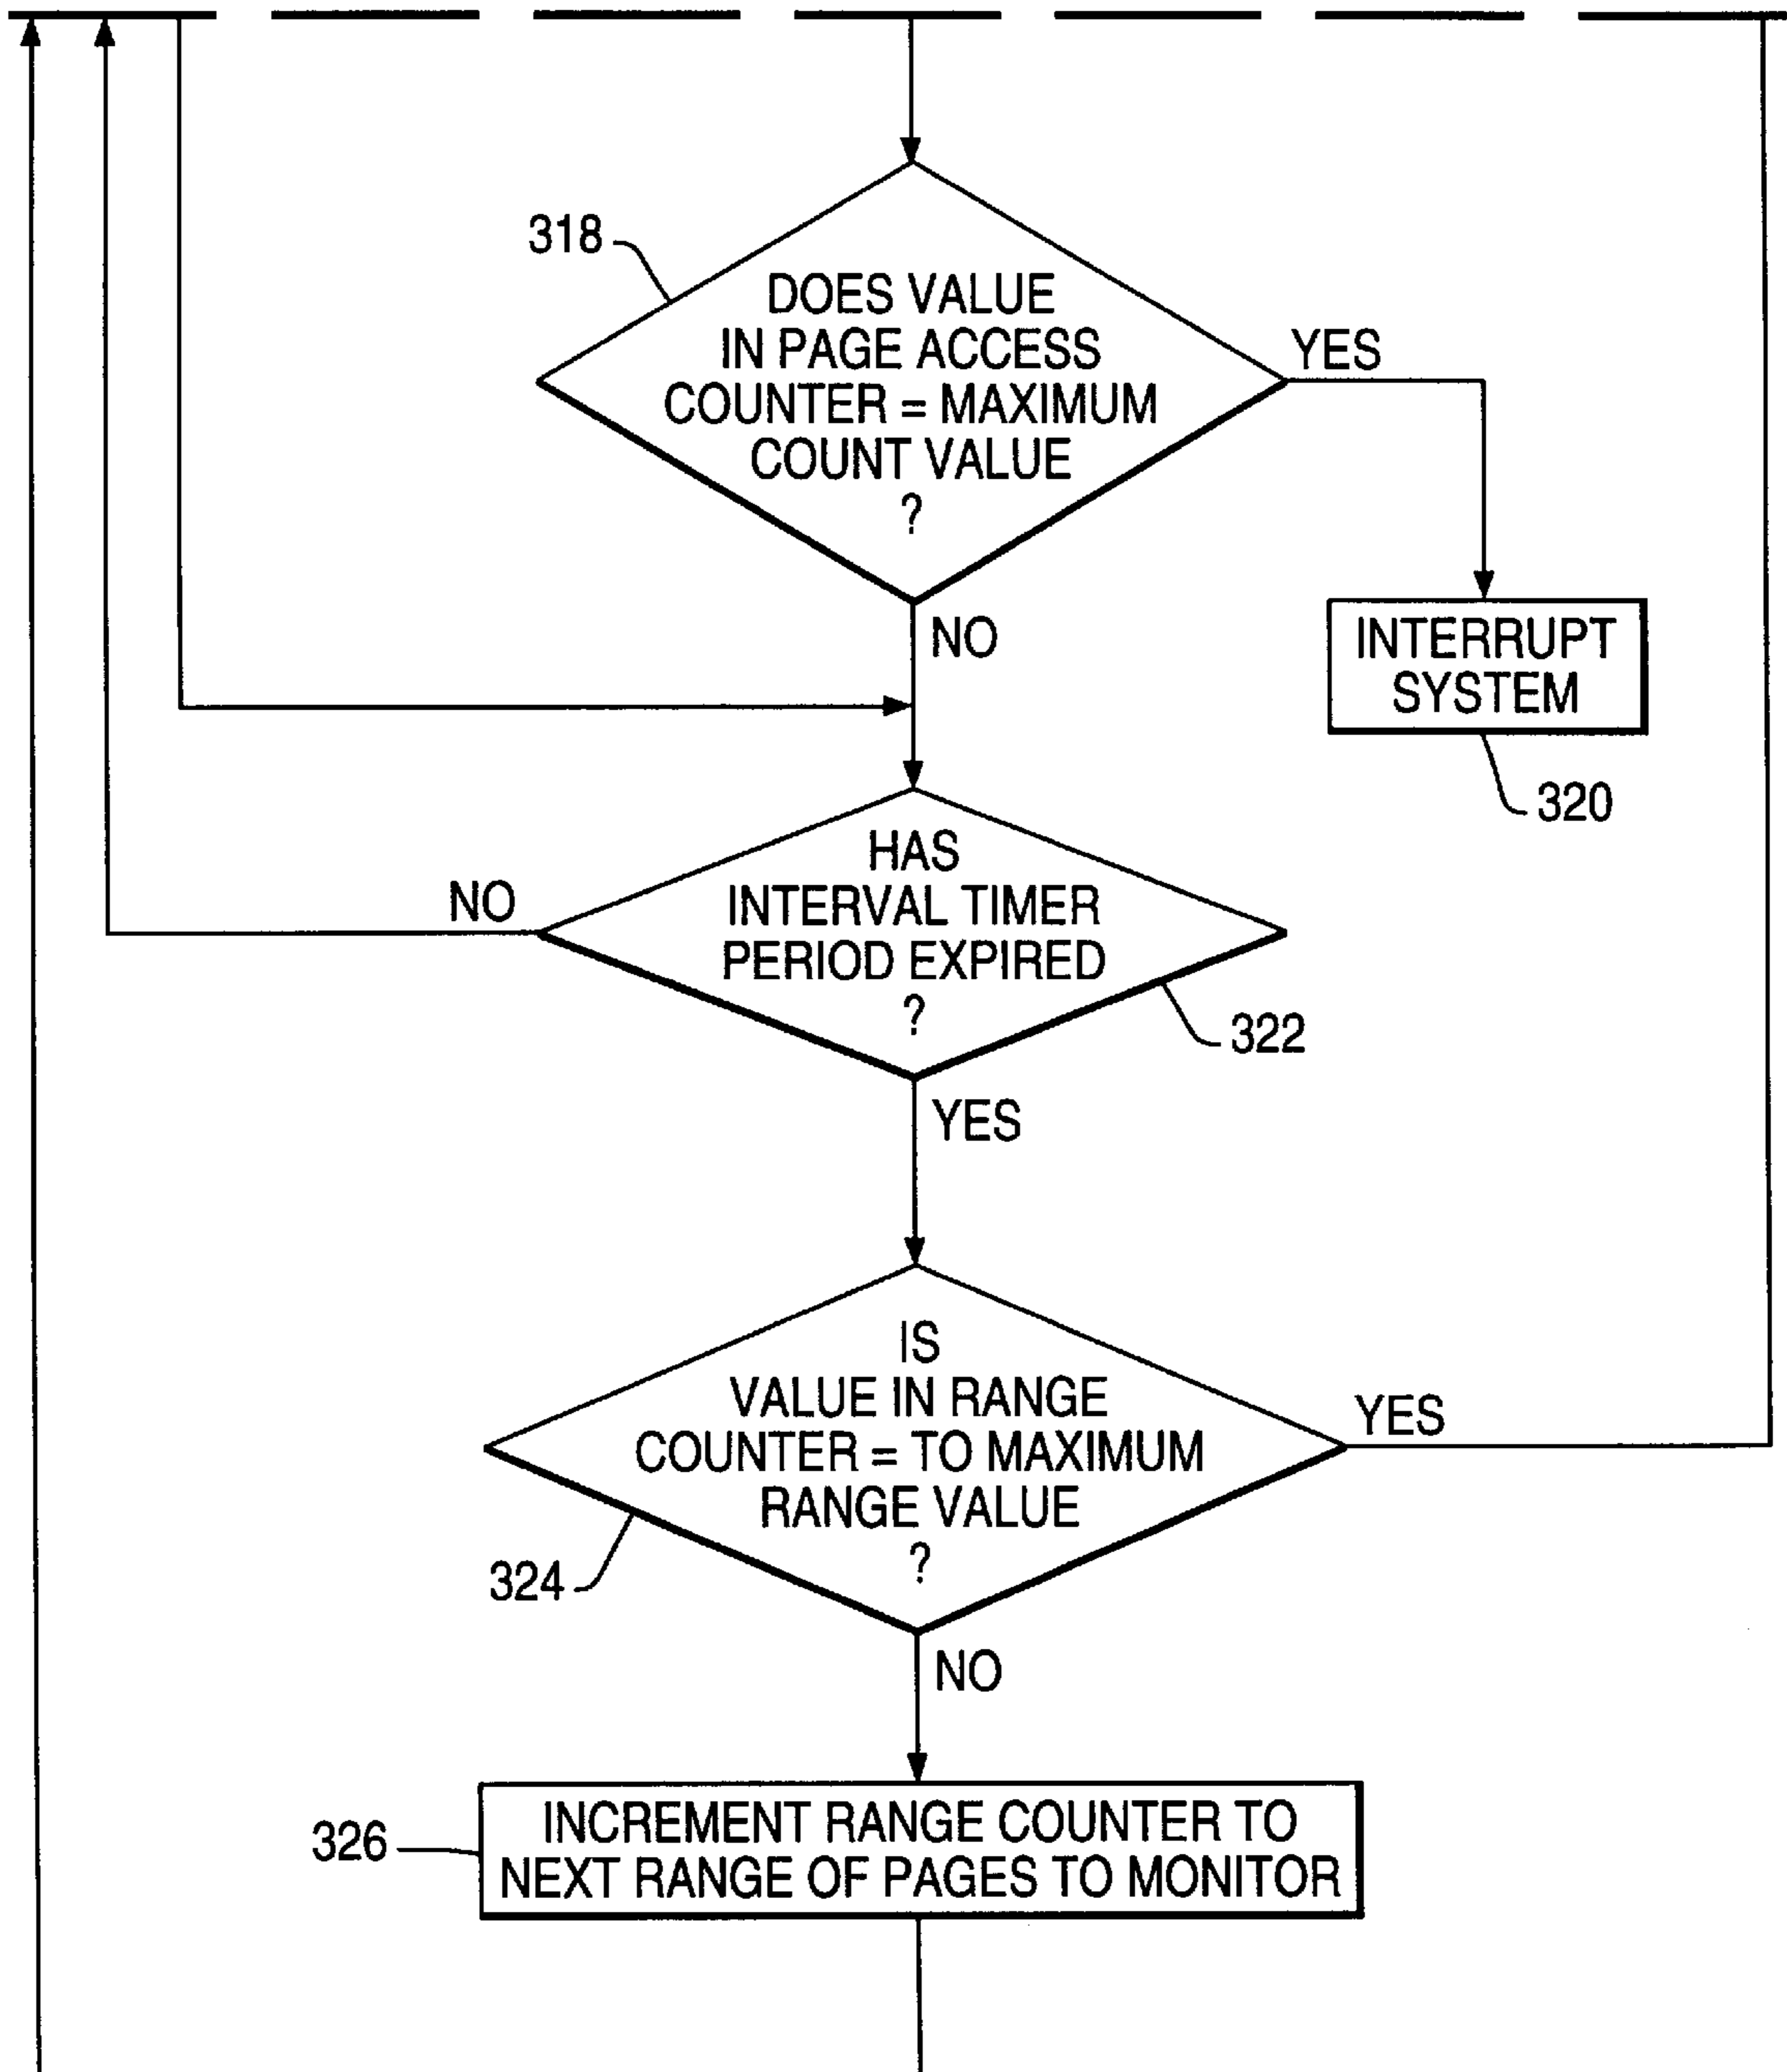 318
DOES VALUE
IN PAGE ACCESS
COUNTER = MAXIMUM
COUNT VALUE
?
YES
NO
INTERRUPT
SYSTEM
320
HAS
INTERVAL TIMER
PERIOD EXPIRED
?
NO
322
YES
IS
VALUE IN RANGE
COUNTER = TO MAXIMUM
RANGE VALUE
?
YES
324
NO
326
INCREMENT RANGE COUNTER TO
NEXT RANGE OF PAGES TO MONITOR